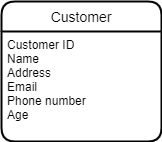 Customer
Customer ID
Name
Address
Email
Phone number
Age